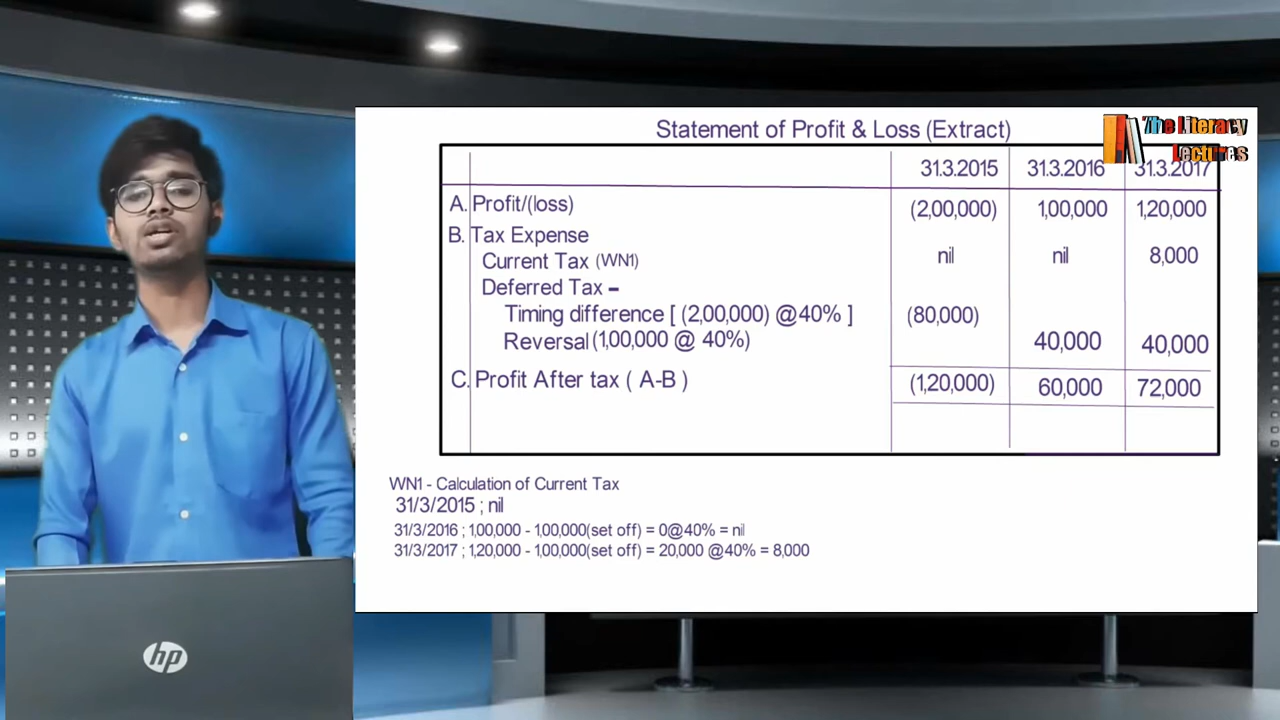 Statement of Profit & Loss (Extract)
The Literacy
Lectures
31.3.2015 31.3.2016 31.3.2017
A. Profit/(loss) (2,00,000) 1,00,000 1,20,000
B. Tax Expense
Current Tax (WN1) nil nil 8,000
Deferred Tax –
Timing difference [ (2,00,000) @40% ] (80,000)
Reversal (1,00,000 @ 40%) 40,000 40,000
C. Profit After tax ( A-B ) (1,20,000) 60,000 72,000
WN1 - Calculation of Current Tax
31/3/2015 ; nil
31/3/2016 ; 1,00,000 - 1,00,000(set off) = 0@40% = nil
31/3/2017 ; 1,20,000 - 1,00,000(set off) = 20,000 @40% = 8,000
hp